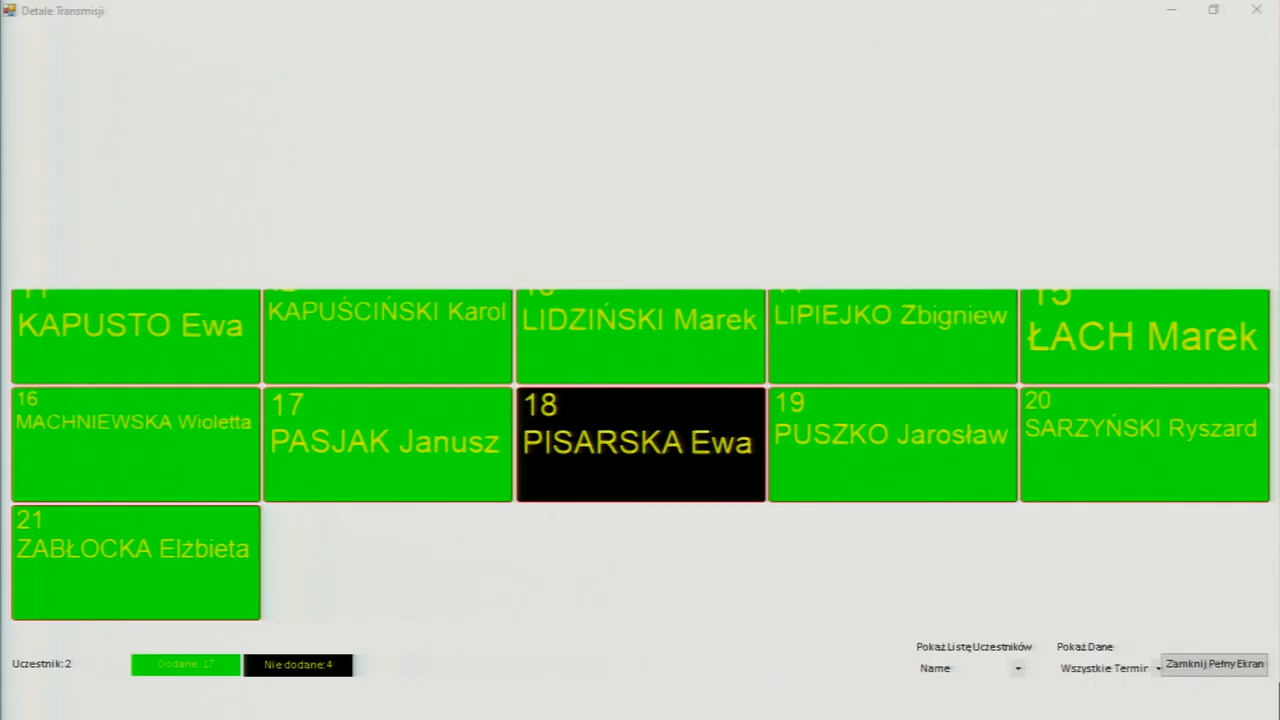 Detale Transmisji
KAPUSTO Ewa
KAPUŚCIŃSKI Karol
LIDZIŃSKI Marek
LIPIEJKO Zbigniew
15
ŁACH Marek
16
MACHNIEWSKA Wioletta
17
PASJAK Janusz
18
PISARSKA Ewa
19
PUSZKO Jarosław
20
SARZYŃSKI Ryszard
21
ZABŁOCKA Elżbieta
Uczestnik: 2
Dodane: 17
Nie dodane: 4
Pokaż Listę Uczestników
Name
Pokaż Dane
Wszystkie Termir
Zamknij Pełny Ekran